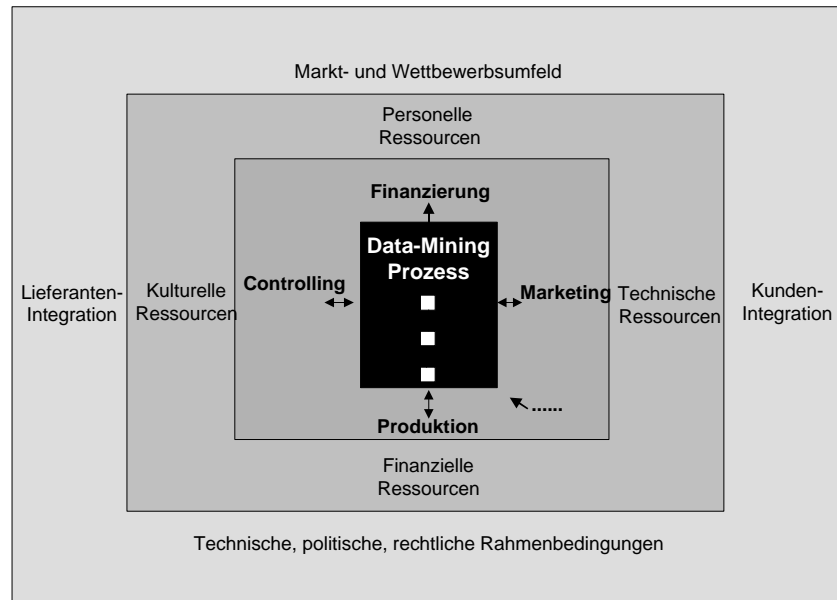 Markt- und Wettbewerbsumfeld
Personelle
Ressourcen
Finanzierung
Data-Mining
Prozess
Controlling
Marketing
Lieferanten-
Integration
Kulturelle
Ressourcen
Technische
Ressourcen
Kunden-
Integration
......
Produktion
Finanzielle
Ressourcen
Technische, politische, rechtliche Rahmenbedingungen